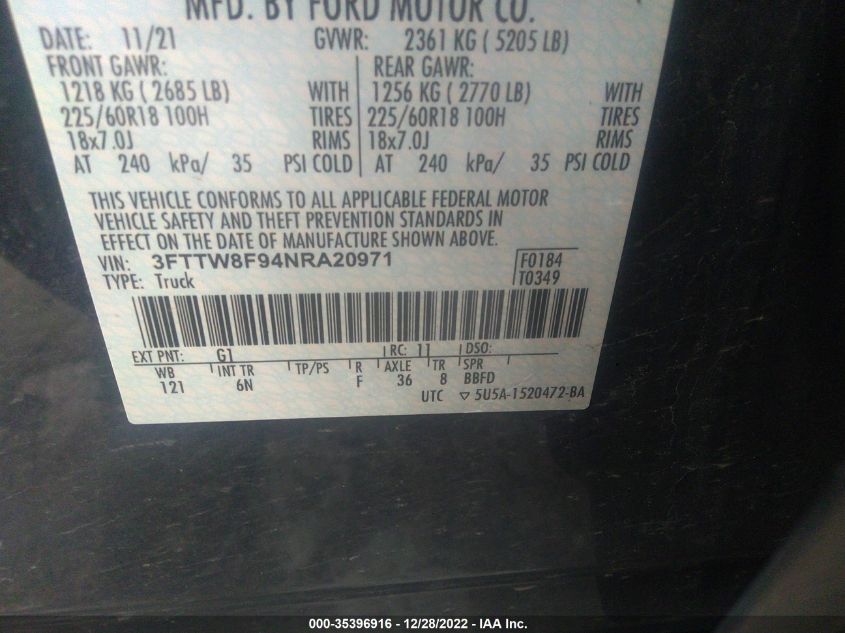 MFD. BY FORD MOTOR CO.
DATE: 11/21 GVWR: 2361 KG ( 5205 LB)
FRONT GAWR: REAR GAWR:
1218 KG ( 2685 LB) WITH 1256 KG ( 2770 LB) WITH
225/60R18 100H TIRES 225/60R18 100H TIRES
18x7.0J RIMS 18x7.0J RIMS
AT 240 kPa/ 35 PSI COLD AT 240 kPa/ 35 PSI COLD
THIS VEHICLE CONFORMS TO ALL APPLICABLE FEDERAL MOTOR
VEHICLE SAFETY AND THEFT PREVENTION STANDARDS IN
EFFECT ON THE DATE OF MANUFACTURE SHOWN ABOVE.
VIN: 3FTTW8F94NRA20971 F0184
TYPE: Truck T0349
EXT PNT: G1 RC: 11 DSO:
WB INT TR TP/PS R AXLE TR SPR
121 6N F 36 8 BBFD
UTC ▽ 5U5A-1520472-BA
000-35396916 - 12/28/2022 - IAA Inc.